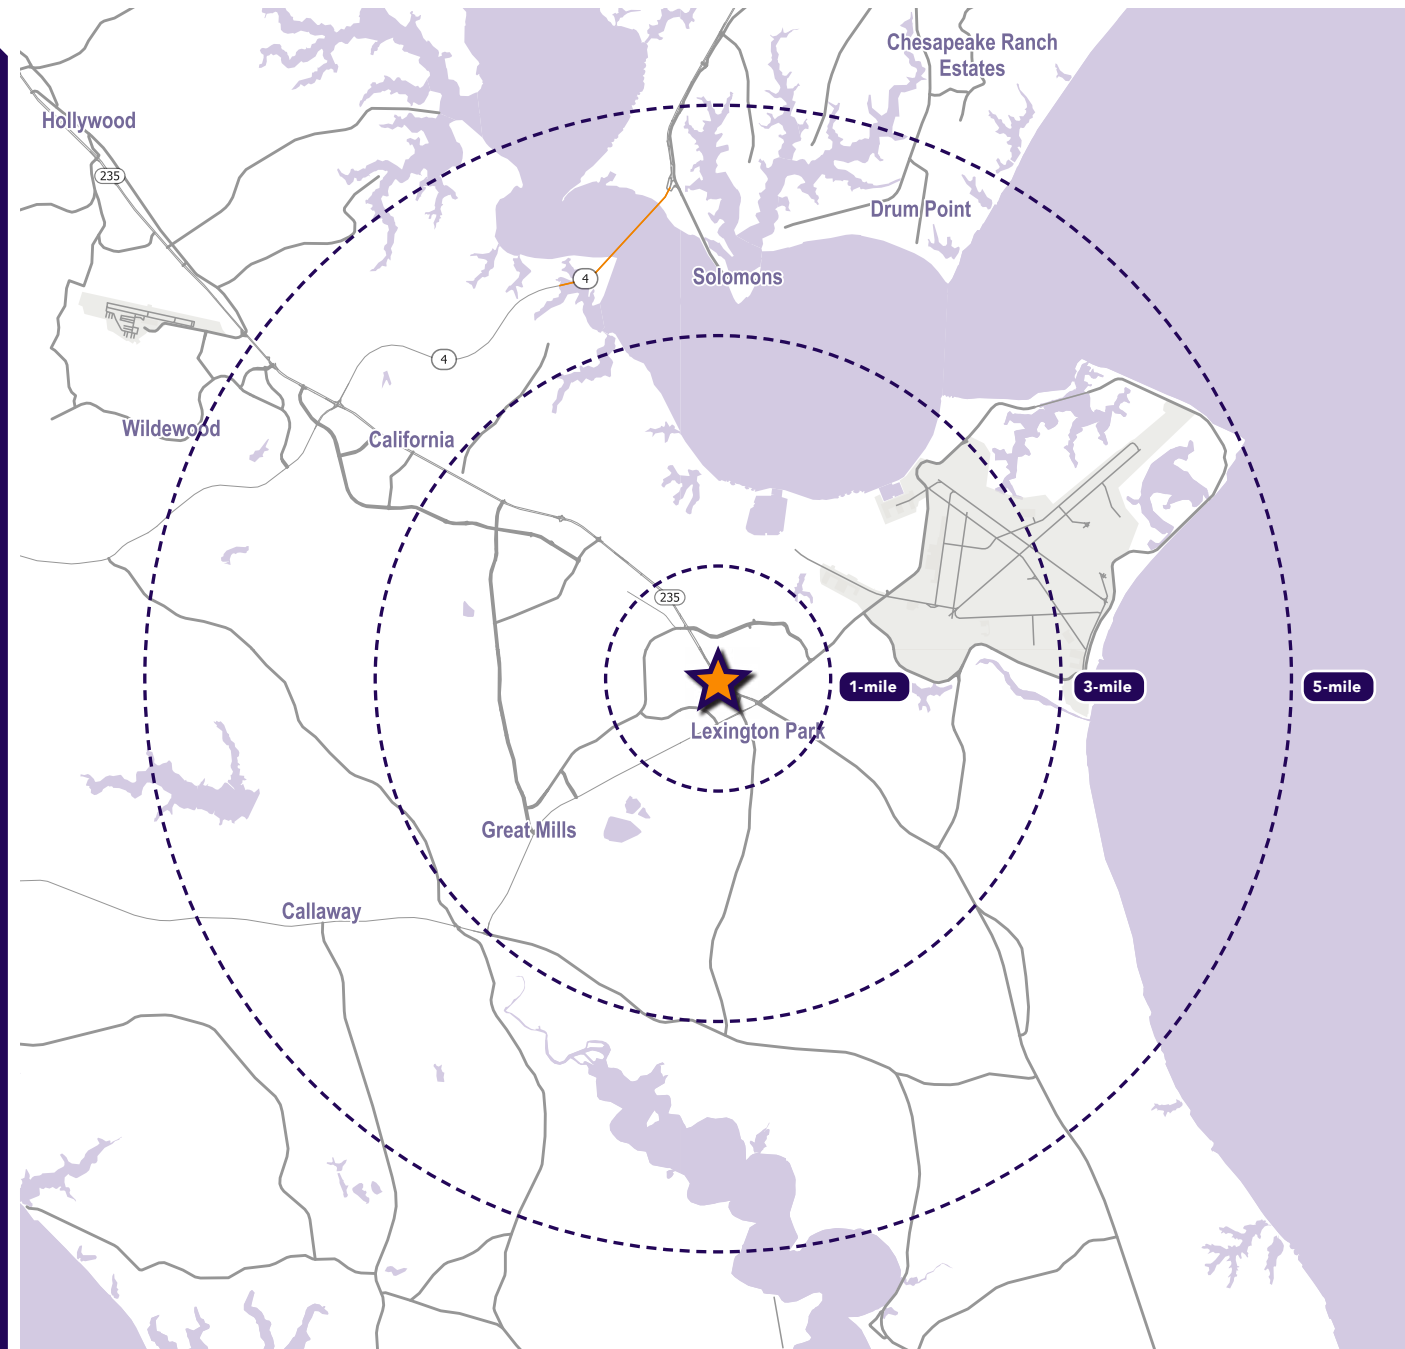 Chesapeake Ranch
Estates
Hollywood
235
Drum Point
Solomons
4
4
Wildewood
California
235
1-mile
3-mile
5-mile
Lexington Park
Great Mills
Callaway